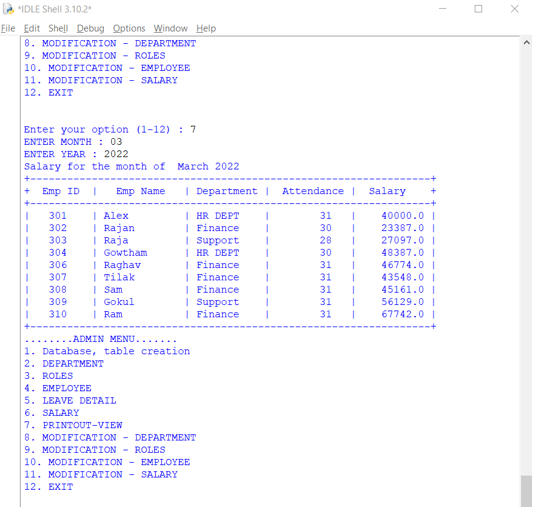 *IDLE Shell 3.10.2*
File Edit Shell Debug Options Window Help
8. MODIFICATION - DEPARTMENT
9. MODIFICATION - ROLES
10. MODIFICATION - EMPLOYEE
11. MODIFICATION - SALARY
12. EXIT
Enter your option (1-12) : 7
ENTER MONTH : 03
ENTER YEAR : 2022
Salary for the month of  March 2022
+-----------------------------------------------------------------+
+  Emp ID  |   Emp Name   | Department |  Attendance |  Salary    +
+-----------------------------------------------------------------+
|   301    | Alex         | HR DEPT    |        31   |    40000.0 |
|   302    | Rajan        | Finance    |        30   |    23387.0 |
|   303    | Raja         | Support    |        28   |    27097.0 |
|   304    | Gowtham      | HR DEPT    |        30   |    48387.0 |
|   306    | Raghav       | Finance    |        31   |    46774.0 |
|   307    | Tilak        | Finance    |        31   |    43548.0 |
|   308    | Sam          | Finance    |        31   |    45161.0 |
|   309    | Gokul        | Support    |        31   |    56129.0 |
|   310    | Ram          | Finance    |        31   |    67742.0 |
+-----------------------------------------------------------------+
........ADMIN MENU.......
1. Database, table creation
2. DEPARTMENT
3. ROLES
4. EMPLOYEE
5. LEAVE DETAIL
6. SALARY
7. PRINTOUT-VIEW
8. MODIFICATION - DEPARTMENT
9. MODIFICATION - ROLES
10. MODIFICATION - EMPLOYEE
11. MODIFICATION - SALARY
12. EXIT